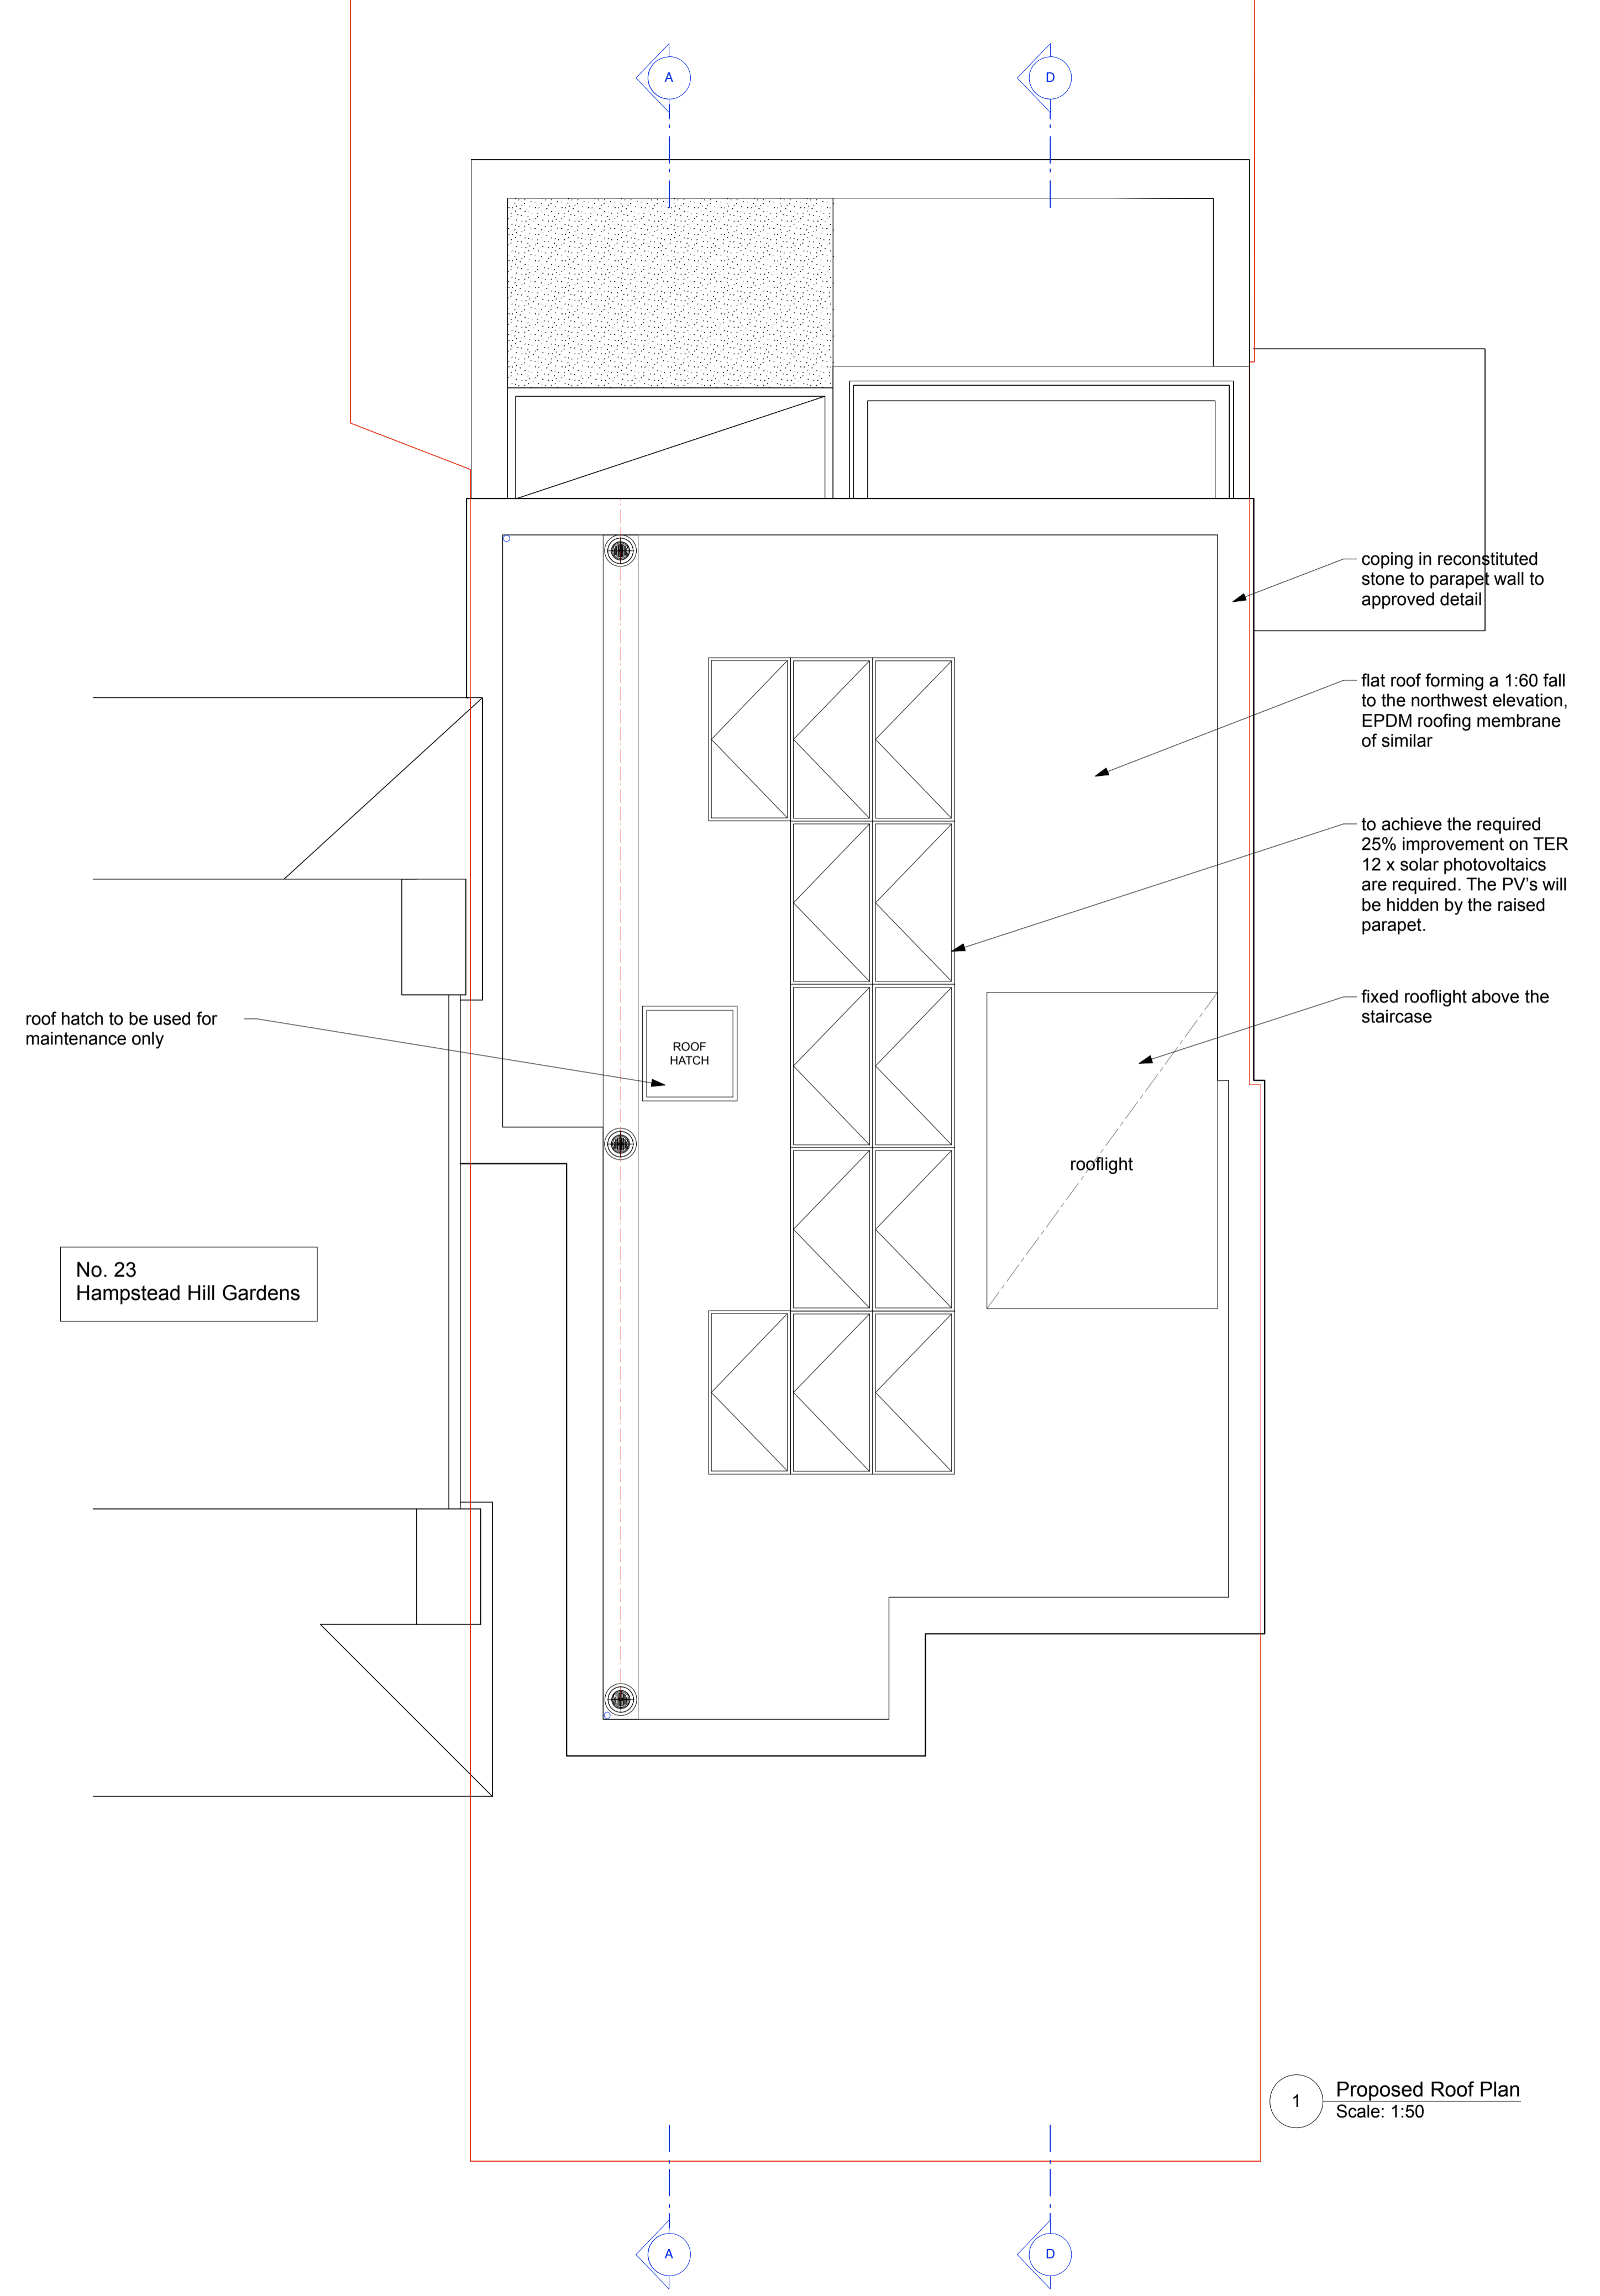 A
D
coping in reconstituted
stone to parapet wall to
approved detail
flat roof forming a 1:60 fall
to the northwest elevation,
EPDM roofing membrane
of similar
to achieve the required
25% improvement on TER
12 x solar photovoltaics
are required. The PV's will
be hidden by the raised
parapet.
fixed rooflight above the
staircase
roof hatch to be used for
maintenance only
ROOF
HATCH
rooflight
No. 23
Hampstead Hill Gardens
1
Proposed Roof Plan
Scale: 1:50
A
D